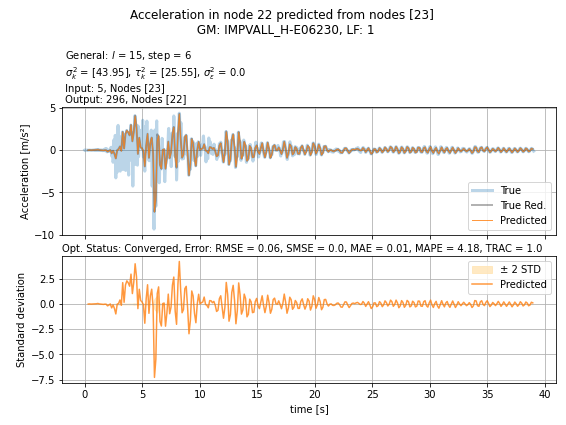 Acceleration in node 22 predicted from nodes [23]
GM: IMPVALL_H-E06230, LF: 1
General: l = 15, step = 6
σ²ₖ = [43.95], τ²ₖ = [25.55], σ²ε = 0.0
Input: 5, Nodes [23]
Output: 296, Nodes [22]
5
0
−5
−10
Acceleration [m/s²]
True
True Red.
Predicted
Opt. Status: Converged, Error: RMSE = 0.06, SMSE = 0.0, MAE = 0.01, MAPE = 4.18, TRAC = 1.0
2.5
0.0
−2.5
−5.0
−7.5
Standard deviation
± 2 STD
Predicted
0 5 10 15 20 25 30 35 40
time [s]